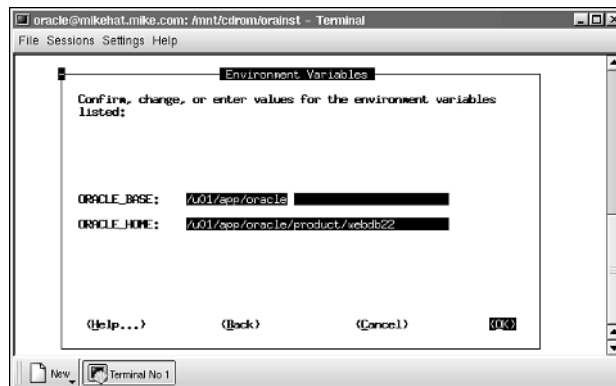 oracle@mikehat.mike.com: /mnt/cdrom/orainst - Terminal
File Sessions Settings Help
Environment Variables
Confirm, change, or enter values for the environment variables
listed:
ORACLE_BASE: /u01/app/oracle
ORACLE_HOME: /u01/app/oracle/product/webdb22
(Help...) (Back) (Cancel) (OK)
New Terminal No 1